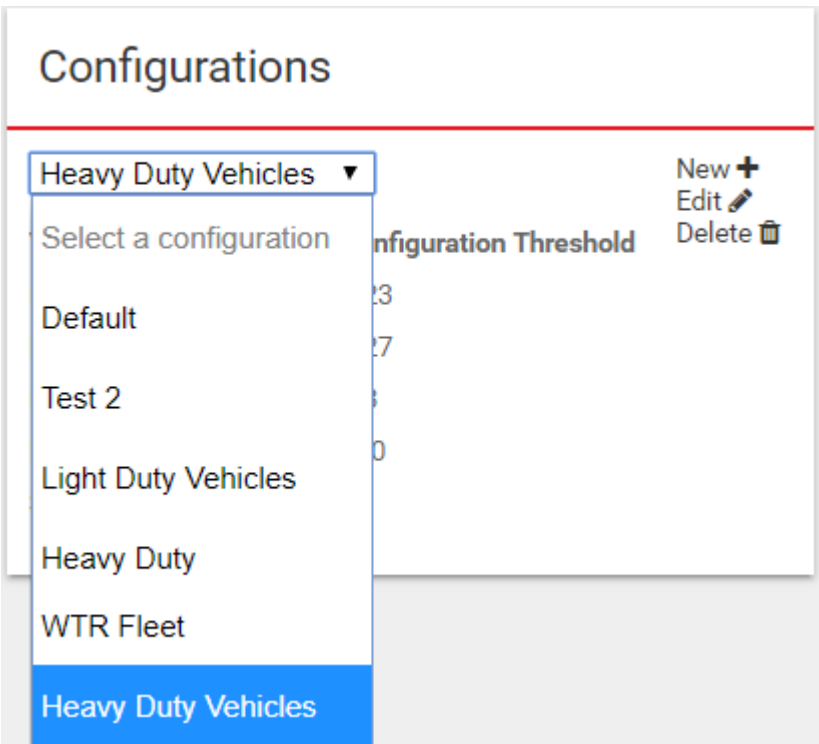 Configurations
Heavy Duty Vehicles
New
Edit
Delete
Select a configuration
Threshold
Default
Test 2
Light Duty Vehicles
Heavy Duty
WTR Fleet
Heavy Duty Vehicles